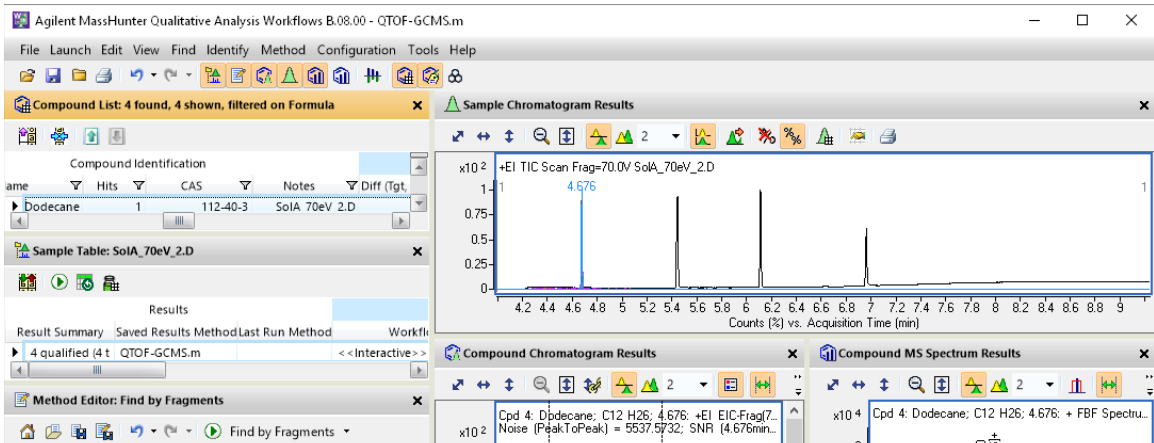 Agilent MassHunter Qualitative Analysis Workflows B.08.00 - QTOF-GCMS.m
File Launch Edit View Find Identify Method Configuration Tools Help
Compound List: 4 found, 4 shown, filtered on Formula
Compound Identification
ame Hits CAS Notes Diff (Tgt,
Dodecane 1 112-40-3 SolA 70eV 2.D
Sample Table: SolA_70eV_2.D
Results
Result Summary Saved Results Method Last Run Method Workflo
4 qualified (4 t QTOF-GCMS.m <<Interactive>>
Method Editor: Find by Fragments
Find by Fragments
Sample Chromatogram Results
2
x10 2 +EI TIC Scan Frag=70.0V SolA_70eV_2.D
1 1 4.676 1
0.75
0.5
0.25
0
4.2 4.4 4.6 4.8 5 5.2 5.4 5.6 5.8 6 6.2 6.4 6.6 6.8 7 7.2 7.4 7.6 7.8 8 8.2 8.4 8.6 8.8 9
Counts (%) vs. Acquisition Time (min)
Compound Chromatogram Results
2
Cpd 4: Dodecane; C12 H26; 4.676: +EI EIC-Frag(7...
x10 2 Noise (PeakToPeak) = 5537.5732; SNR (4.676min...
Compound MS Spectrum Results
2
x10 4 Cpd 4: Dodecane; C12 H26; 4.676: + FBF Spectru...